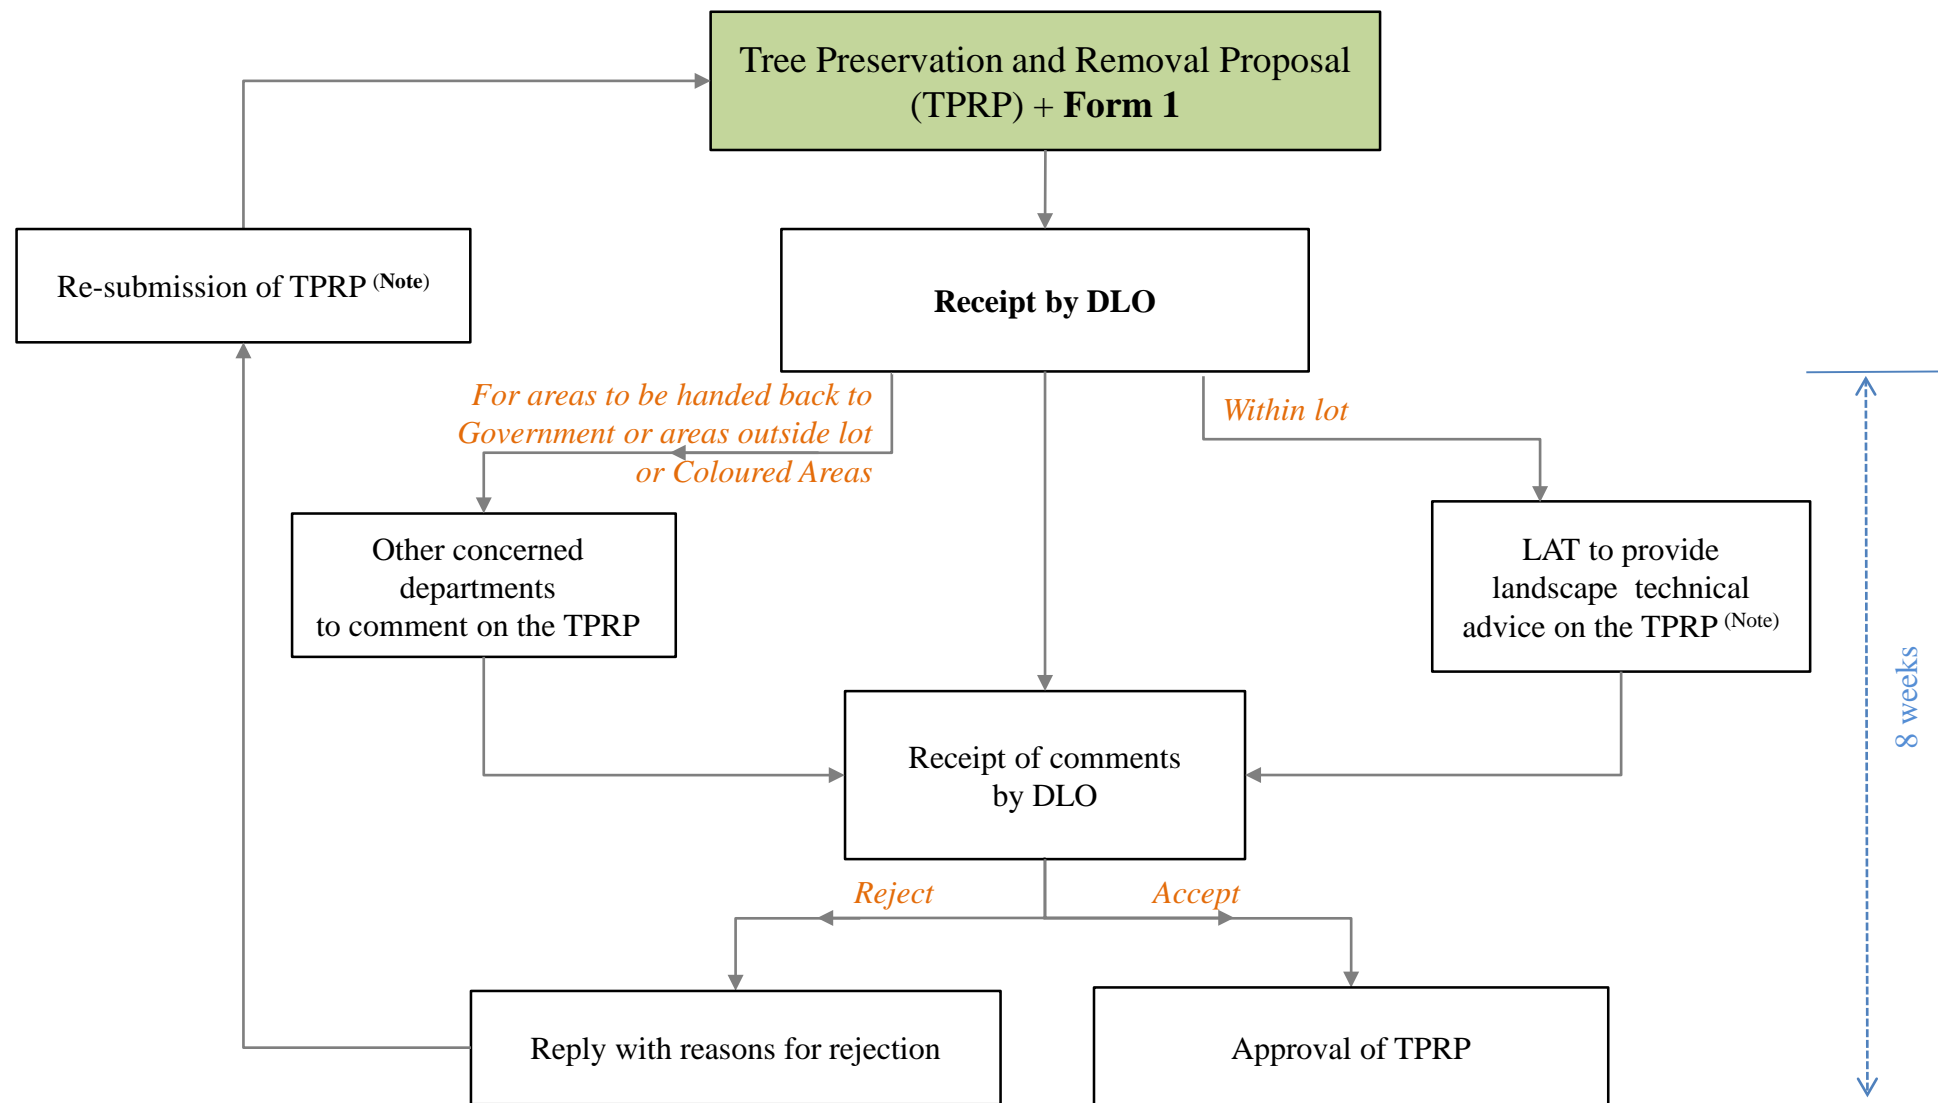 Tree Preservation and Removal Proposal
(TPRP) + Form 1
Re-submission of TPRP (Note)
Receipt by DLO
For areas to be handed back to
Government or areas outside lot
or Coloured Areas
Within lot
Other concerned
departments
to comment on the TPRP
LAT to provide
landscape technical
advice on the TPRP (Note)
8 weeks
Receipt of comments
by DLO
Reject
Accept
Reply with reasons for rejection
Approval of TPRP